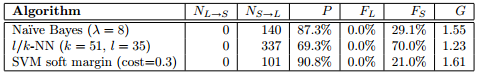 Algorithm N_{L→S} N_{S→L} P F_L F_S G
Naïve Bayes (λ = 8) 0 140 87.3% 0.0% 29.1% 1.55
l/k-NN (k = 51, l = 35) 0 337 69.3% 0.0% 70.0% 1.23
SVM soft margin (cost=0.3) 0 101 90.8% 0.0% 21.0% 1.61